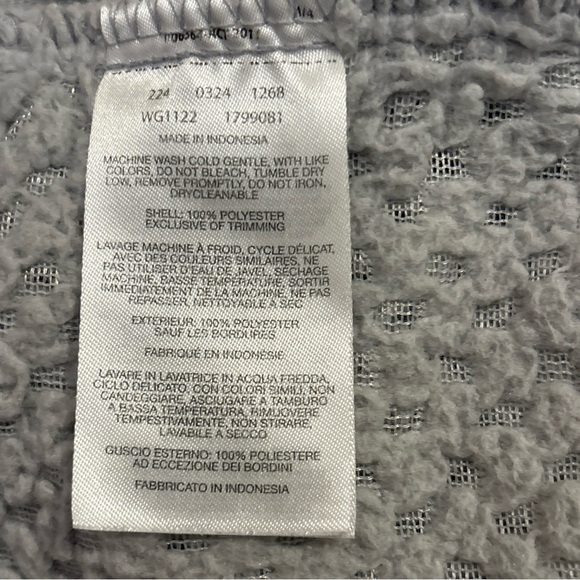 224 0324 1268
WG1122 1799081
MADE IN INDONESIA
MACHINE WASH COLD GENTLE, WITH LIKE
COLORS, DO NOT BLEACH, TUMBLE DRY
LOW, REMOVE PROMPTLY, DO NOT IRON,
DRYCLEANABLE
SHELL: 100% POLYESTER
EXCLUSIVE OF TRIMMING
LAVAGE MACHINE À FROID, CYCLE DÉLICAT,
AVEC DES COULEURS SIMILAIRES, NE
PAS UTILISER D'EAU DE JAVEL, SÉCHAGE
MACHINE, BASSE TEMPÉRATURE, SORTIR
IMMÉDIATEMENT DE LA MACHINE, NE PAS
REPASSER, NETTOYABLE À SEC
EXTÉRIEUR: 100% POLYESTER
SAUF LES BORDURES
FABRIQUÉ EN INDONÉSIE
LAVARE IN LAVATRICE IN ACQUA FREDDA,
CICLO DELICATO, CON COLORI SIMILI, NON
CANDEGGIARE, ASCIUGARE A TAMBURO
A BASSA TEMPERATURA, RIMUOVERE
TEMPESTIVAMENTE, NON STIRARE,
LAVABILE A SECCO
GUSCIO ESTERNO: 100% POLIESTERE
AD ECCEZIONE DEI BORDINI
FABBRICATO IN INDONESIA